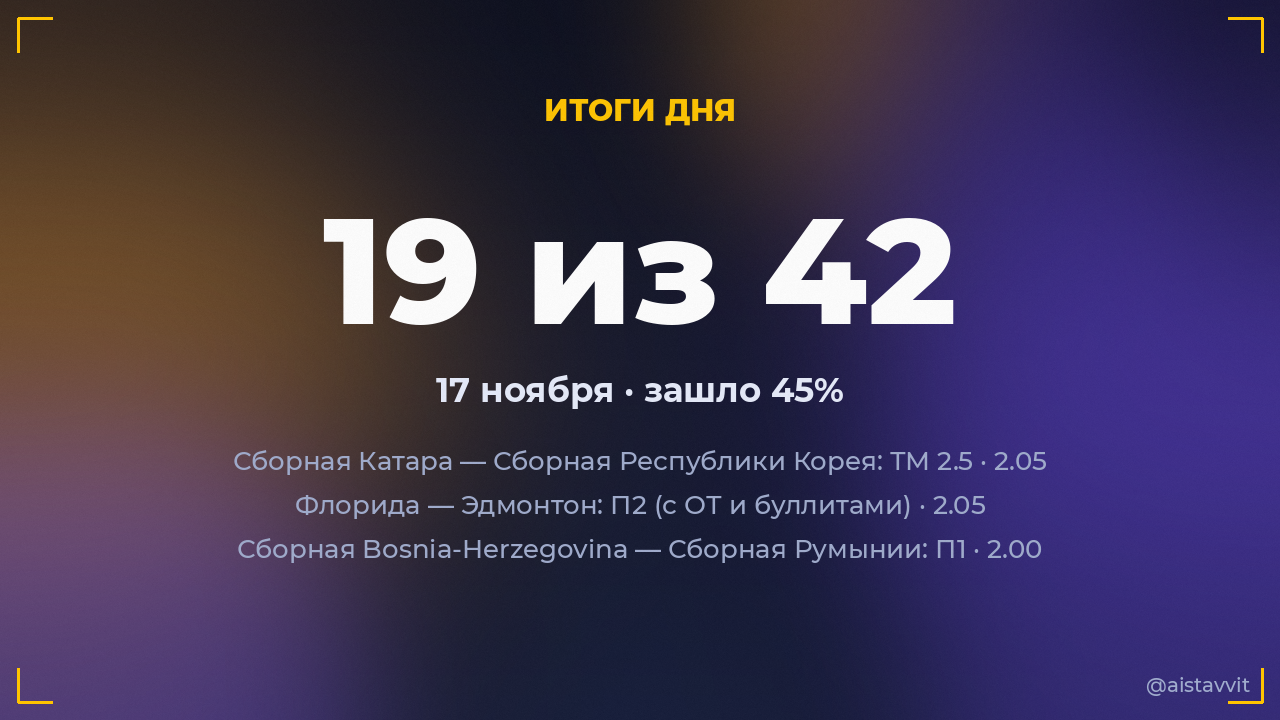 ИТОГИ ДНЯ
19 из 42
17 ноября · зашло 45%
Сборная Катара — Сборная Республики Корея: ТМ 2.5 · 2.05
Флорида — Эдмонтон: П2 (с ОТ и буллитами) · 2.05
Сборная Bosnia-Herzegovina — Сборная Румынии: П1 · 2.00
@aistavvit